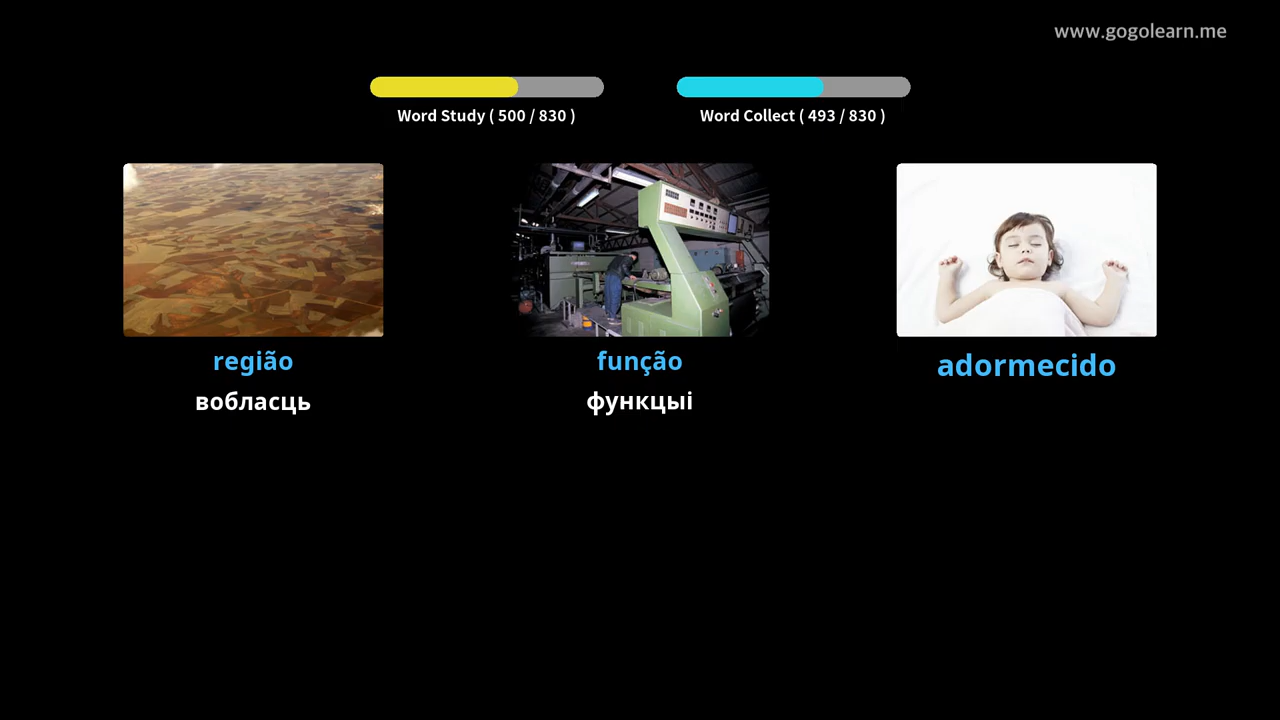 www.gogolearn.me
Word Study ( 500 / 830 )
Word Collect ( 493 / 830 )
região
função
adormecido
вобласць
функцыі